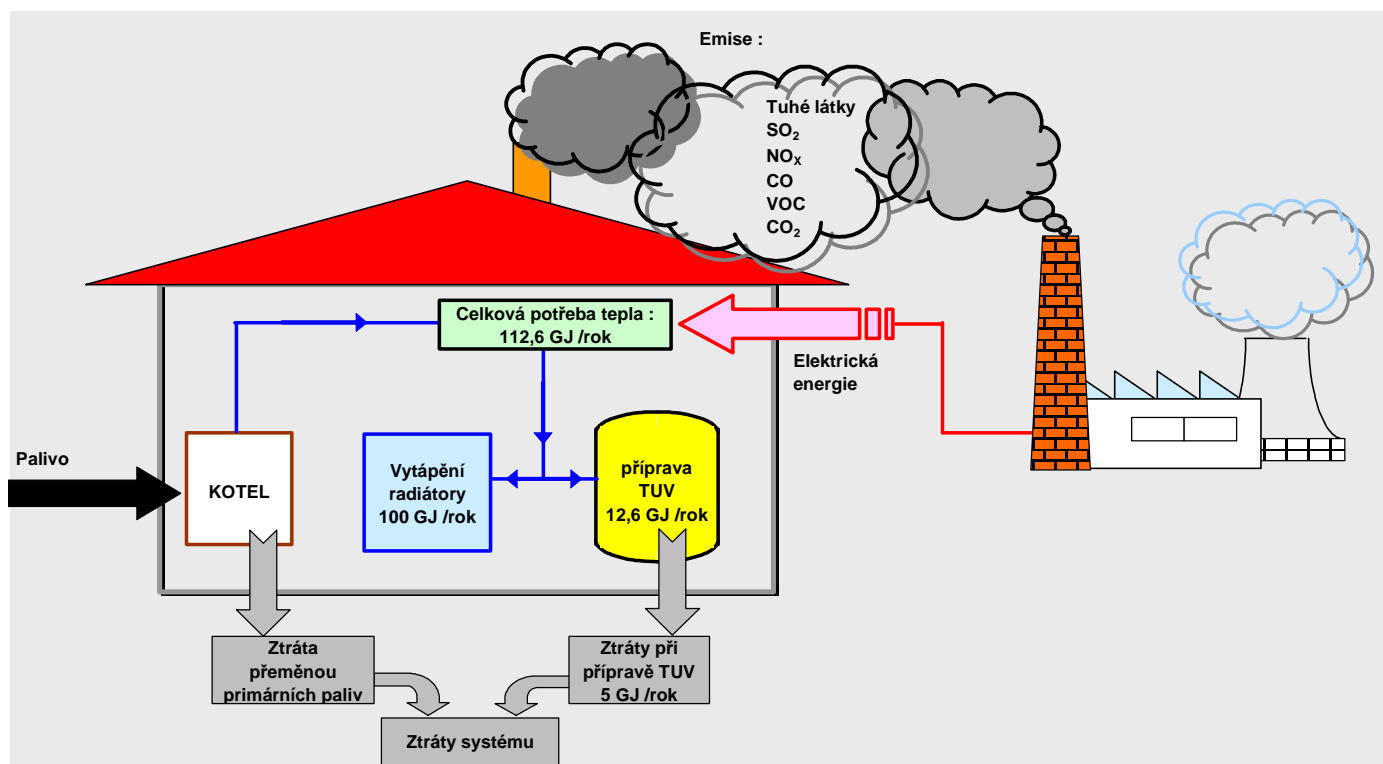 Emise :
Tuhé látky
SO₂
NOₓ
CO
VOC
CO₂
Celková potřeba tepla :
112,6 GJ /rok
Elektrická
energie
Palivo
KOTEL
Vytápění
radiátory
100 GJ /rok
příprava
TUV
12,6 GJ /rok
Ztráta
přeměnou
primárních paliv
Ztráty při
přípravě TUV
5 GJ /rok
Ztráty systému